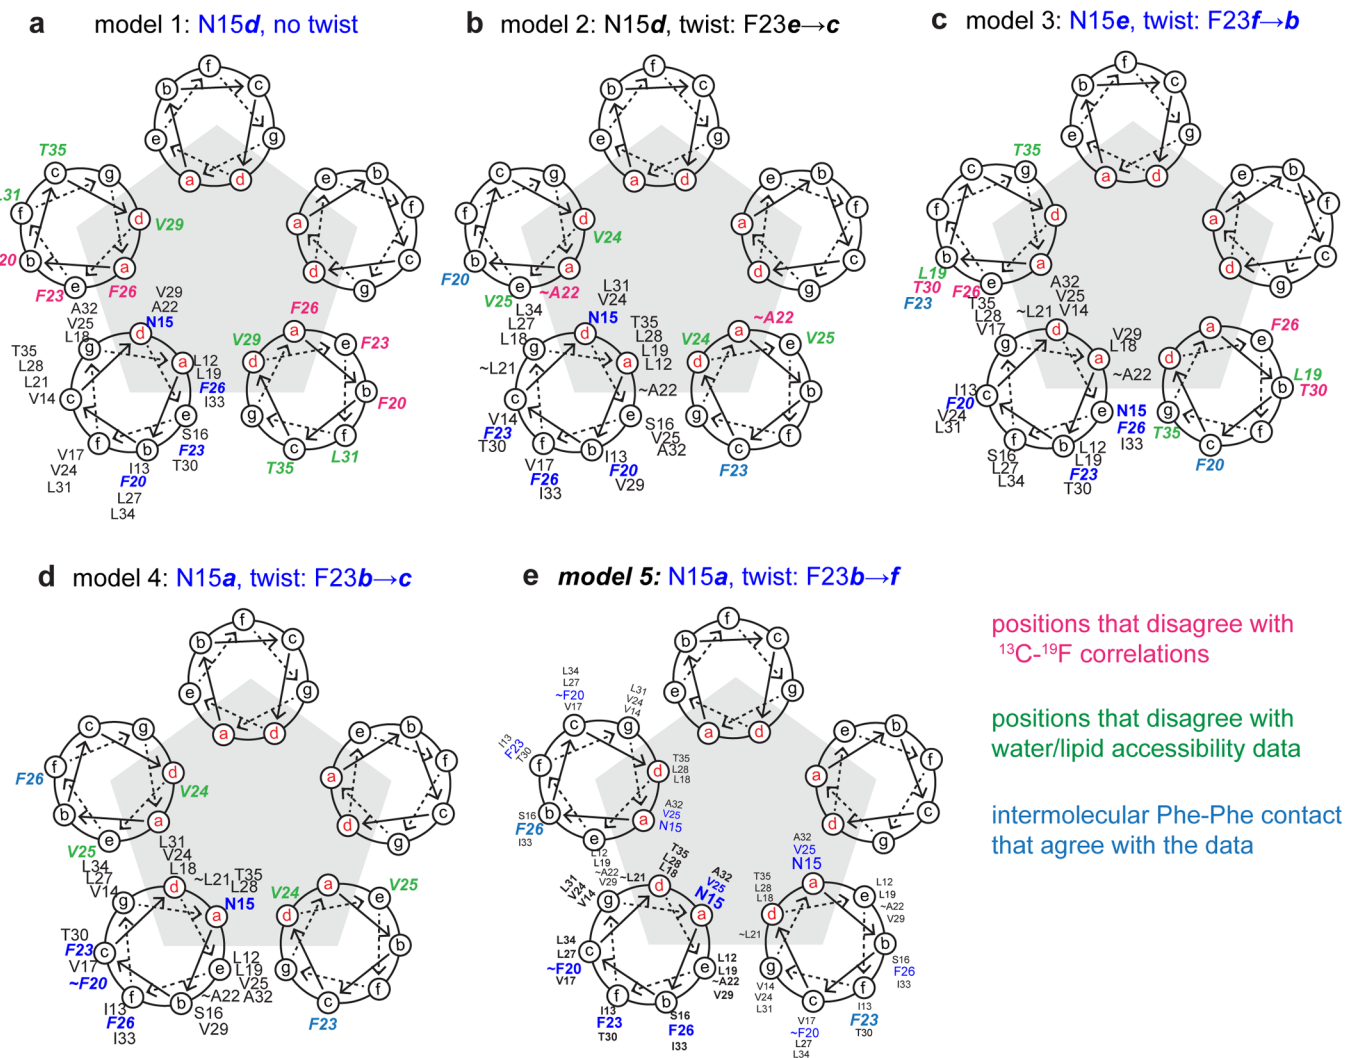 a model 1: N15d, no twist
f
b
c
e
g
a
d
T35
c
g
L31
f
d
V29
b
a
F20
e
F23
F26
e
b
a
f
d
c
g
V29
A32
A22
V25
N15
L18
d
g
T35
L28
L21
V14
c
a
L12
L19
F26
I33
e
S16
F23
T30
f
b
V17
V24
L31
I13
F20
L27
L34
F26
a
V29
d
e
F23
b
F20
g
f
L31
c
T35
b model 2: N15d, twist: F23e→c
f
b
c
e
g
a
d
c
g
f
d
V24
b
F20
a
~A22
e
V25
e
b
a
f
d
c
g
L31
V24
L34
L27
L18
N15
d
g
T35
L28
L19
L12
a
~A22
~L21
c
V14
F23
T30
e
S16
V25
A32
f
b
V17
F26
I33
I13
F20
V29
a
~A22
V24
d
e
V25
b
g
f
c
F23
c model 3: N15e, twist: F23f→b
f
b
c
e
g
a
d
T35
c
g
f
d
b
a
L19
T30
F23
F26
e
e
b
a
f
d
c
g
A32
V25
V14
T35
L28
V17
~L21
d
g
V29
L18
a
~A22
I13
F20
V24
L31
c
e
N15
F26
I33
f
b
S16
L27
L34
L12
L19
F23
T30
a
F26
d
e
L19
T30
b
g
T35
f
c
F20
d model 4: N15a, twist: F23b→c
f
b
c
e
g
a
d
c
g
F26
f
d
V24
b
a
V25
e
e
b
a
f
d
c
g
L31
V24
L18
L34
L27
V14
~L21
T35
L28
N15
d
g
a
T30
F23
V17
~F20
c
e
L12
L19
V25
~A22
A32
f
b
I13
F26
I33
S16
V29
a
V24
d
e
V25
b
g
f
c
F23
e model 5: N15a, twist: F23b→f
f
b
c
e
g
a
d
L34
L27
~F20
V17
L31
V24
V14
c
g
I13
F23
T30
f
d
T35
L28
L18
S16
F26
I33
b
a
A32
V25
N15
e
L12
L19
~A22
V29
e
b
a
f
d
c
g
~L21
T35
L28
L18
d
A32
V25
N15
a
L31
V24
V14
g
L34
L27
~F20
V17
c
e
L12
L19
~A22
V29
f
b
I13
F23
T30
S16
F26
I33
A32
V25
N15
a
T35
L28
L18
d
~L21
e
L12
L19
~A22
V29
b
S16
F26
I33
g
V14
V24
L31
f
I13
F23
T30
c
V17
~F20
L27
L34
positions that disagree with
13C-19F correlations
positions that disagree with
water/lipid accessibility data
intermolecular Phe-Phe contact
that agree with the data